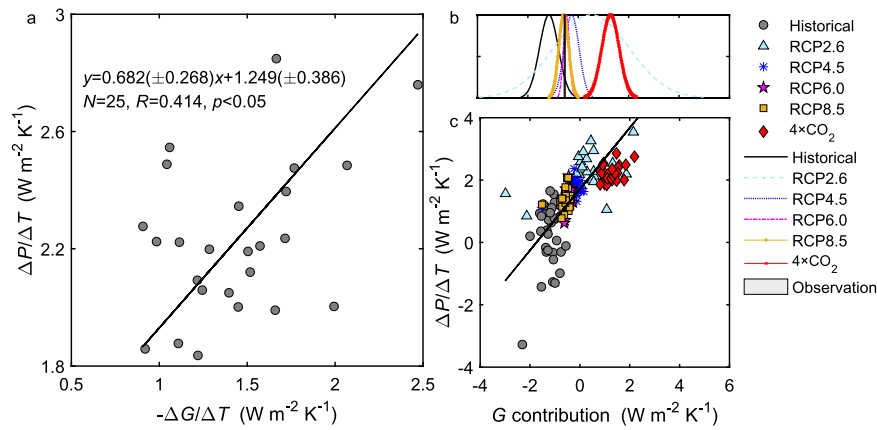 a
3
2.6
2.2
1.8
0.5
1
1.5
2
2.5
ΔP/ΔT (W m⁻² K⁻¹)
-ΔG/ΔT (W m⁻² K⁻¹)
y=0.682(±0.268)x+1.249(±0.386)
N=25, R=0.414, p<0.05
b
c
4
2
0
-2
-4
-4
-2
0
2
4
6
ΔP/ΔT (W m⁻² K⁻¹)
G contribution (W m⁻² K⁻¹)
Historical
RCP2.6
RCP4.5
RCP6.0
RCP8.5
4×CO₂
Historical
RCP2.6
RCP4.5
RCP6.0
RCP8.5
4×CO₂
Observation